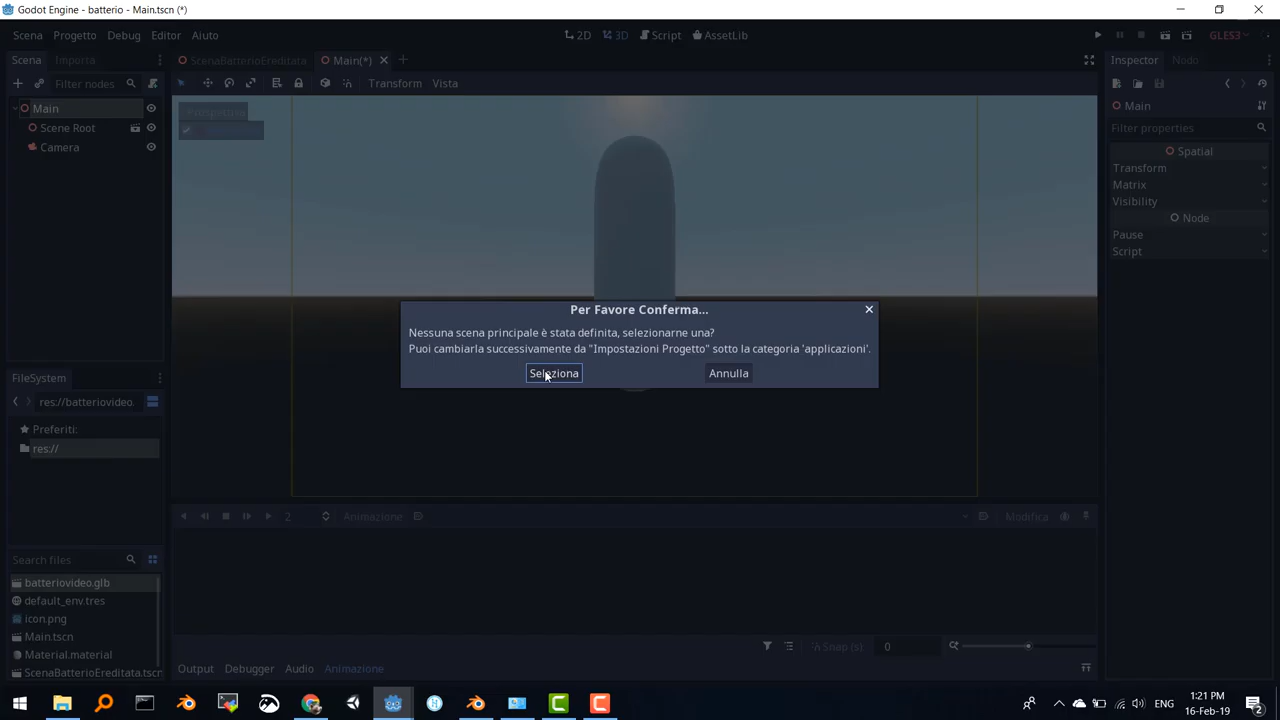 Godot Engine - batterio - Main.tscn (*)
Scena Progetto Debug Editor Aiuto
2D 3D Script AssetLib
GLES3
Scena Importa
ScenaBatterioEreditata Main(*)
Inspector Nodo
Filter nodes
Transform Vista
Main
Scene Root
Camera
Prospettiva
Main
Filter properties
Spatial
Transform
Matrix
Visibility
Node
Pause
Script
Per Favore Conferma...
Nessuna scena principale è stata definita, selezionarne una?
Puoi cambiarla successivamente da "Impostazioni Progetto" sotto la categoria 'applicazioni'.
Seleziona Annulla
FileSystem
res://batteriovideo.
Preferiti:
res://
Search files
batteriovideo.glb
default_env.tres
icon.png
Main.tscn
Material.material
ScenaBatterioEreditata.tscn
2 Animazione Modifica
Snap (s): 0
Output Debugger Audio Animazione
ENG
1:21 PM
16-Feb-19
2